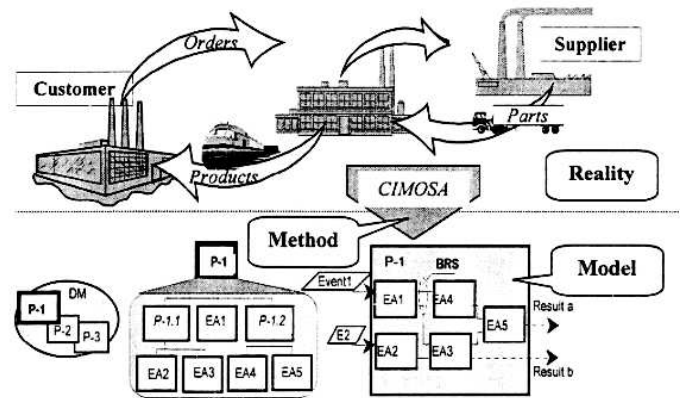 Orders
Supplier
Customer
Parts
Products
CIMOSA
Reality
Method
P-1
P-1
BRS
Model
Event1
DM
P-1
P-2
P-3
P-1.1
EA1
P-1.2
EA1
EA4
Result a
EA5
E2
EA2
EA3
EA2
EA3
EA4
EA5
Result b